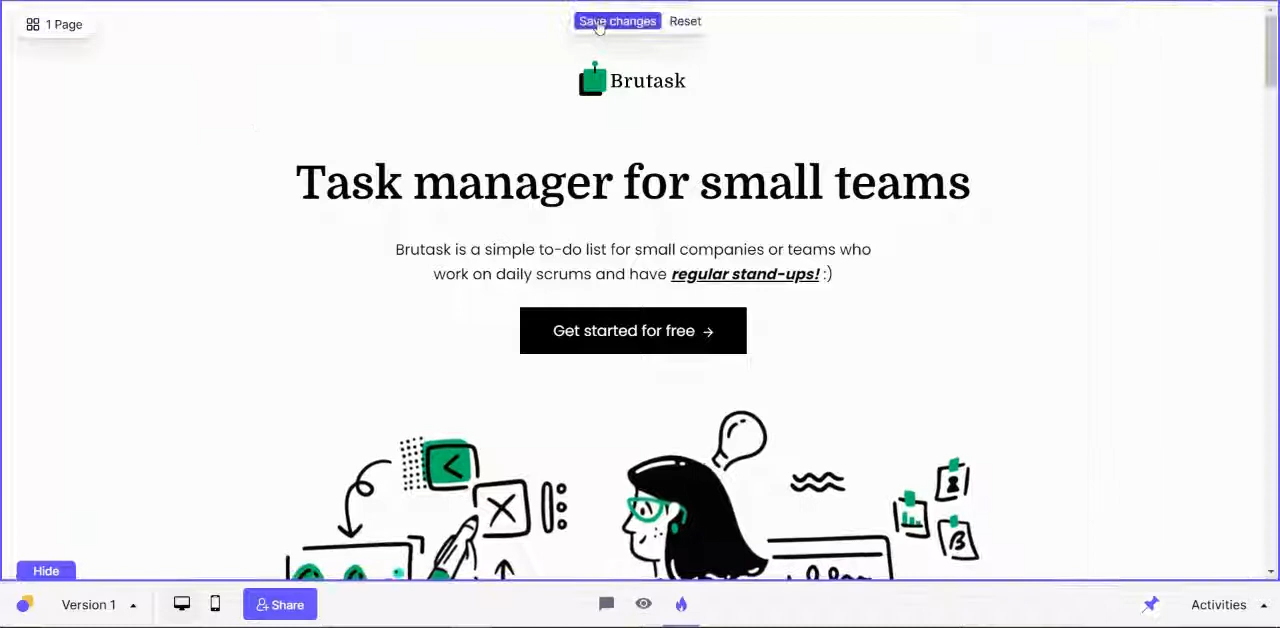 1 Page
Save changes Reset
Brutask
Task manager for small teams
Brutask is a simple to-do list for small companies or teams who
work on daily scrums and have regular stand-ups! :)
Get started for free →
Hide
Version 1
Share
Activities